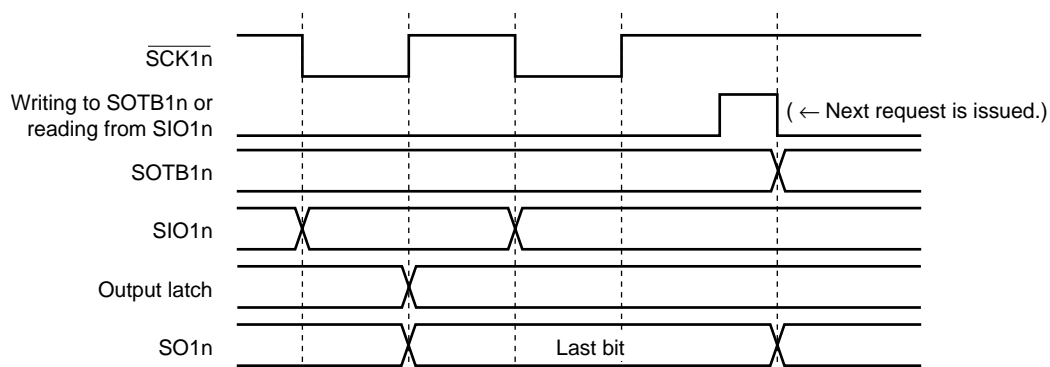 SCK1n
Writing to SOTB1n or
reading from SIO1n
( ← Next request is issued.)
SOTB1n
SIO1n
Output latch
SO1n
Last bit